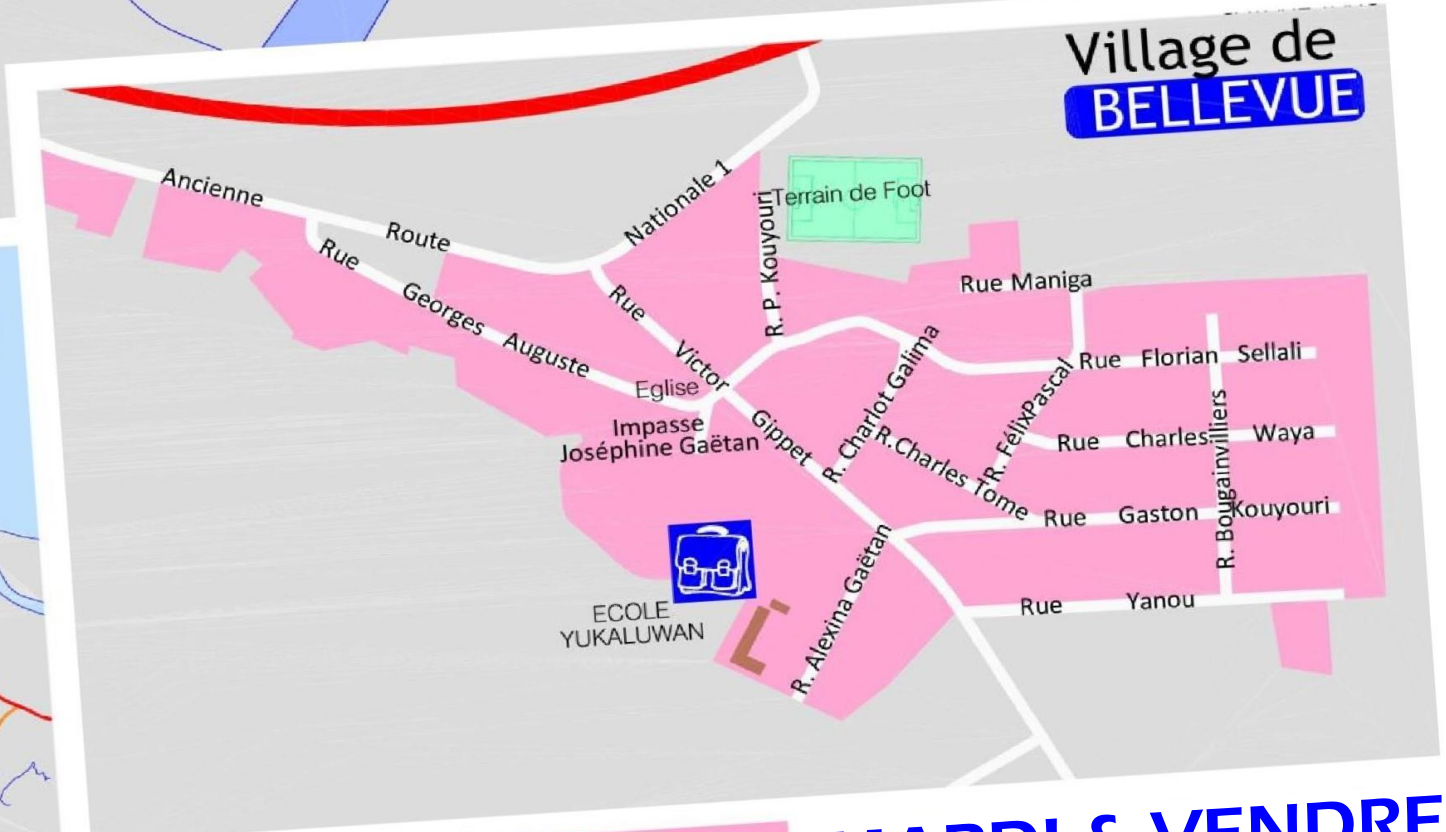 Village de
BELLEVUE
Ancienne Route Nationale 1
Terrain de Foot
R. P. Kouyouri
Rue Georges Auguste
Rue Victor Gippet
Rue Maniga
Eglise
Impasse
Joséphine Gaëtan
R. Charlot Galima
R.Charles Tome
R. FélixPascal
Rue Florian Sellali
Rue Charles Waya
R. Bougainvilliers
Rue Gaston Kouyouri
Rue Yanou
R. Alexina Gaëtan
ECOLE
YUKALUWAN
& VENDRE